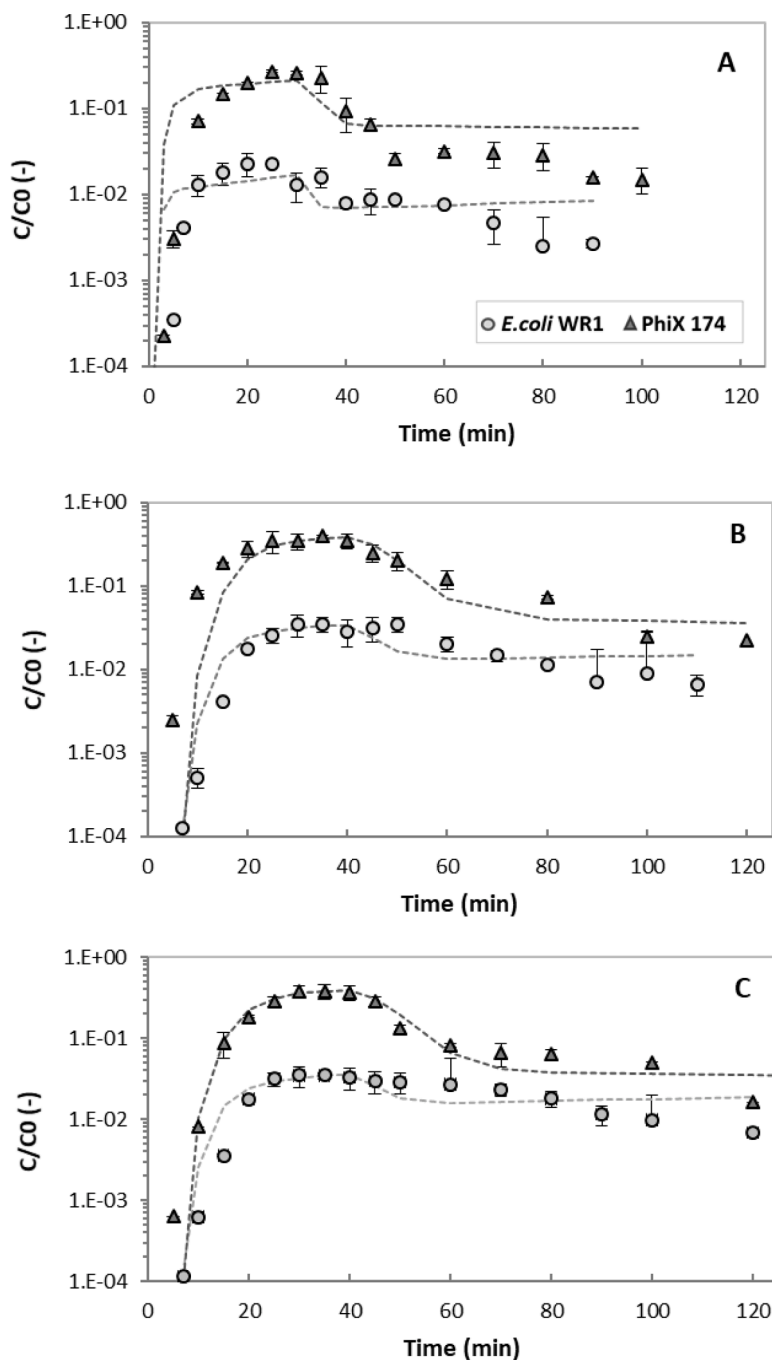 A
1.E+00
1.E-01
1.E-02
1.E-03
1.E-04
C/C0 (-)
E.coli WR1 PhiX 174
0 20 40 60 80 100 120
Time (min)
B
1.E+00
1.E-01
1.E-02
1.E-03
1.E-04
C/C0 (-)
0 20 40 60 80 100 120
Time (min)
C
1.E+00
1.E-01
1.E-02
1.E-03
1.E-04
C/C0 (-)
0 20 40 60 80 100 120
Time (min)